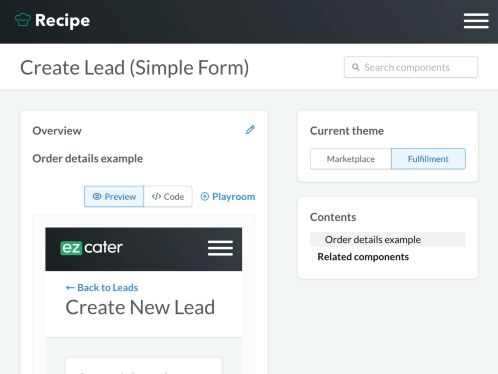 Recipe
Create Lead (Simple Form)
Search components
Overview
Order details example
Preview
</> Code
Playroom
ez cater
← Back to Leads
Create New Lead
Current theme
Marketplace
Fulfillment
Contents
Order details example
Related components